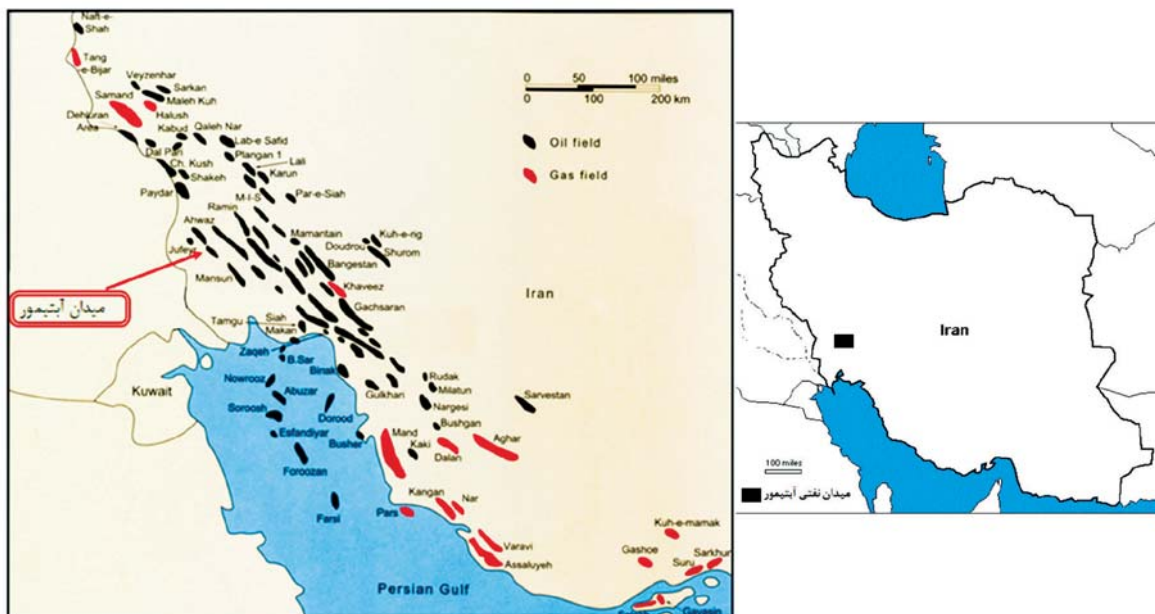 Naft-e-
Shah
Tang
e-Bijar
Veyzenhar
Sarkan
Samand
Maleh Kuh
Halush
Dehluran
Area
Kabud
Qaleh Nar
Lab-e Safid
Dal Pari
Plangan 1
Lali
Ch. Kush
Shakeh
Karun
Paydar
M-I-S
Par-e-Siah
Ramin
Ahwaz
Mamantain
Kuh-e-rig
Doudrou
Shurom
Jufeyr
Bangestan
Mansuri
Khaveez
Gachsaran
میدان آبتیمور
Tamgu
Siah
Makan
Zaqeh
B.Sar
Binak
Kuwait
Nowrooz
Abuzar
Gulkhan
Rudak
Milatun
Sarvestan
Soroosh
Dorood
Nargesi
Esfandiyar
Busher
Bushgan
Mand
Kaki
Dalan
Aghar
Foroozan
Kangan
Nar
Farsi
Pars
Varavi
Assaluyeh
Kuh-e-mamak
Gashoe
Suru
Sarkhun
Persian Gulf
Gavasin
Iran
0 50 100 miles
0 100 200 km
Oil field
Gas field
Iran
100 miles
میدان نفتی آبتیمور